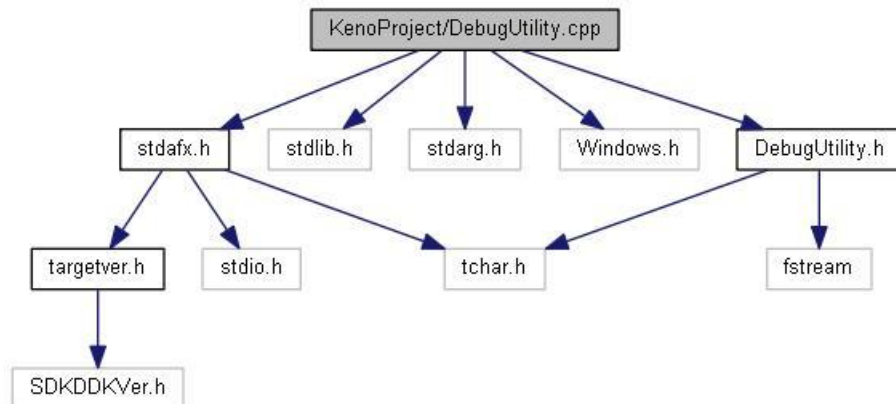 KenoProject/DebugUtility.cpp
stdafx.h
stdlib.h
stdarg.h
Windows.h
DebugUtility.h
targetver.h
stdio.h
tchar.h
fstream
SDKDDKVer.h